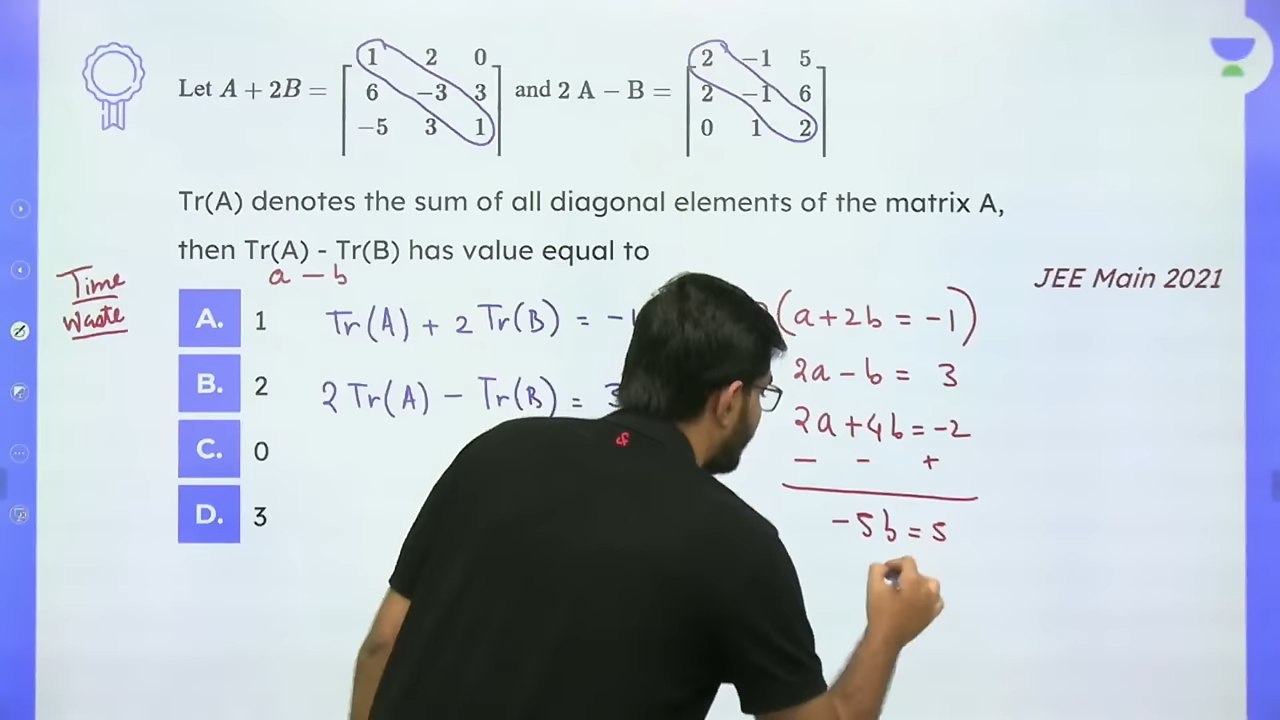 Let A + 2B = [ 1 2 0
6 −3 3
−5 3 1 ] and 2 A − B = [ 2 −1 5
2 −1 6
0 1 2 ]
Tr(A) denotes the sum of all diagonal elements of the matrix A,
then Tr(A) - Tr(B) has value equal to
a − b
JEE Main 2021
Time
Waste
A. 1
B. 2
C. 0
D. 3
Tr(A) + 2 Tr(B) = -1
2 Tr(A) − Tr(B) = 3
(a+2b = -1)
2a − b = 3
2a+4b = -2
− − +
-5b = 5